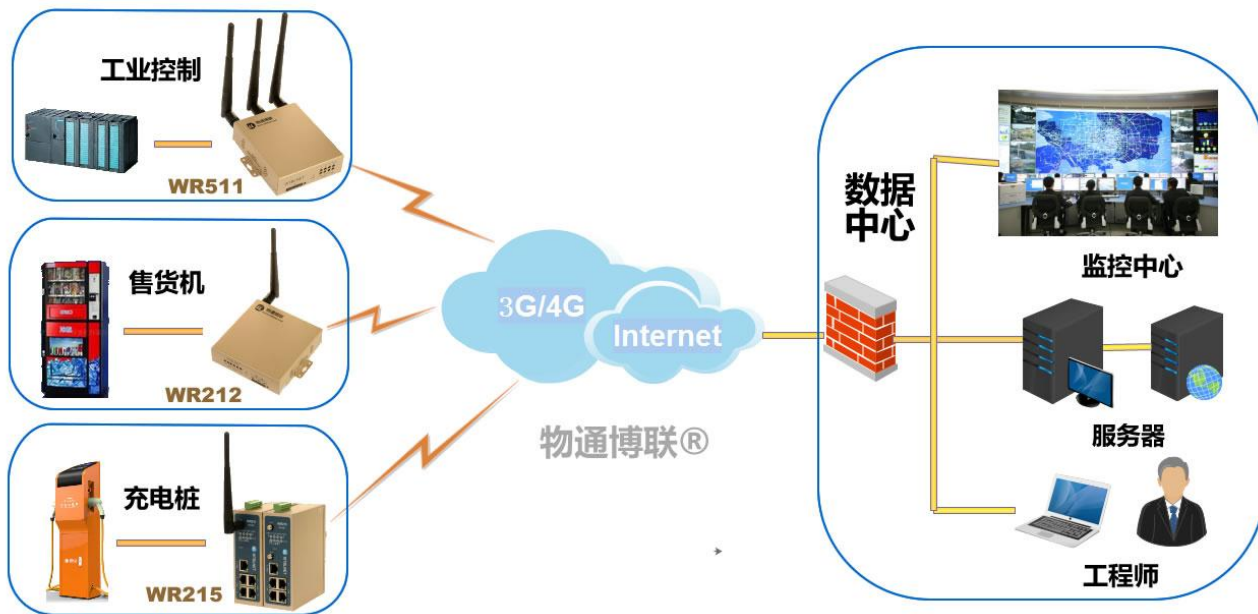 工业控制
WR511
售货机
WR212
充电桩
WR215
3G/4G
Internet
物通博联®
数据
中心
监控中心
服务器
工程师